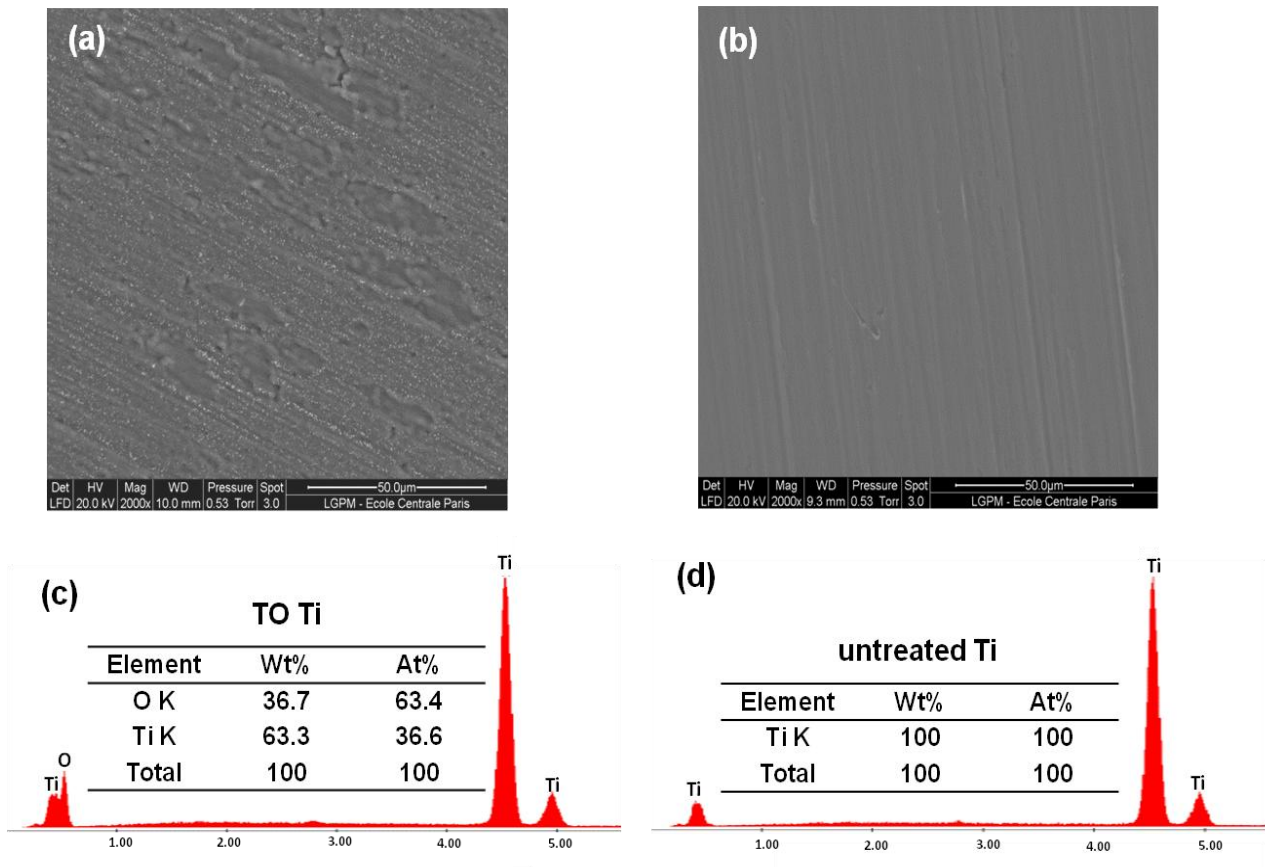 (a)
Det HV Mag WD Pressure Spot 50.0µm
LFD 20.0 kV 2000x 10.0 mm 0.53 Torr 3.0 LGPM - Ecole Centrale Paris
(b)
Det HV Mag WD Pressure Spot 50.0µm
LFD 20.0 kV 2000x 9.3 mm 0.53 Torr 3.0 LGPM - Ecole Centrale Paris
(c)
TO Ti
Element Wt% At%
O K 36.7 63.4
Ti K 63.3 36.6
Total 100 100
Ti
O
Ti
Ti
1.00 2.00 3.00 4.00 5.00
(d)
untreated Ti
Element Wt% At%
Ti K 100 100
Total 100 100
Ti
Ti
Ti
1.00 2.00 3.00 4.00 5.00